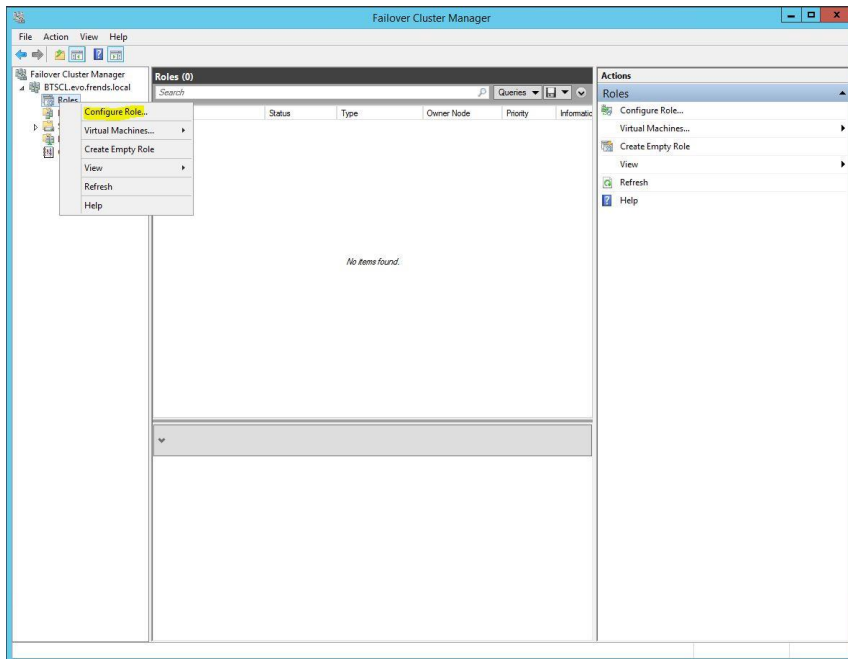 Failover Cluster Manager
File Action View Help
Failover Cluster Manager
BTSCL.evo.frends.local
Roles
Configure Role...
Virtual Machines...
Create Empty Role
View
Refresh
Help
Roles (0)
Search
Queries
Status Type Owner Node Priority Informatic
No items found.
Actions
Roles
Configure Role...
Virtual Machines...
Create Empty Role
View
Refresh
Help